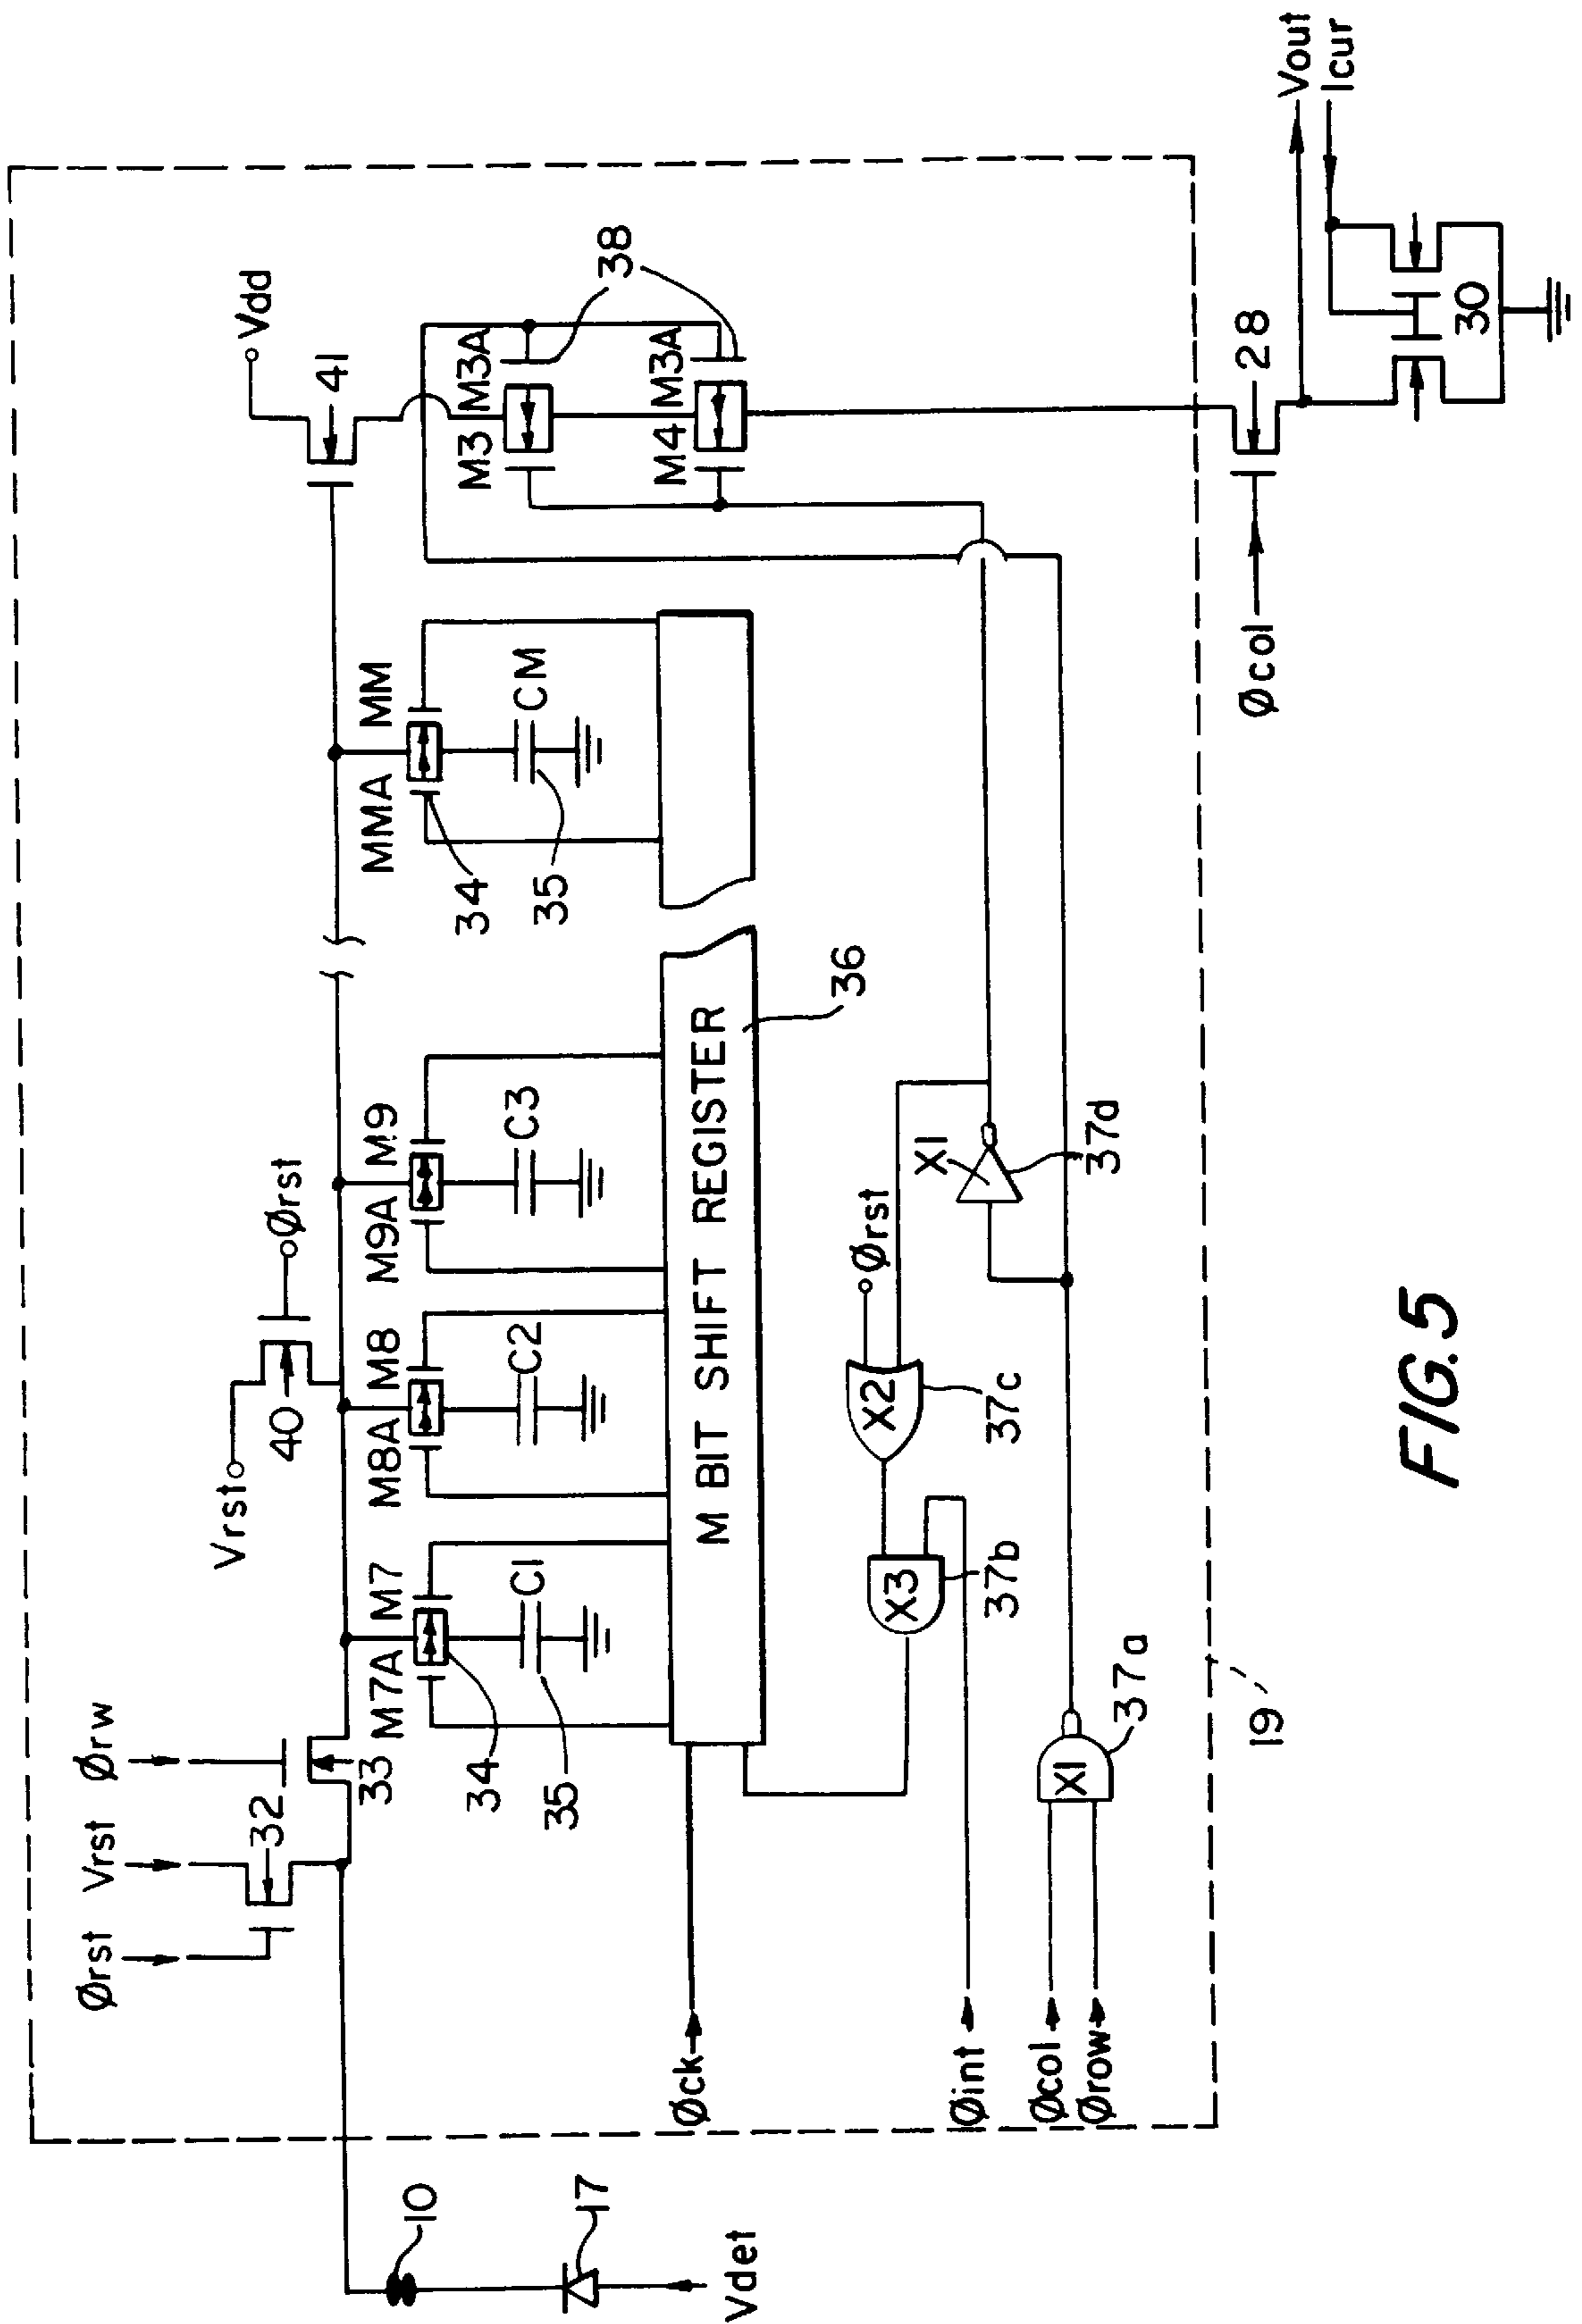 Vdet
17
10
Ørst
Vrst
Ørw
32
33
Vrst
40
Ørst
Vdd
41
M7A M7
M8A M8
M9A M9
MMA MM
34
35
C1
C2
C3
34
35
CM
M3 M3A
M4 M3A
38
M BIT SHIFT REGISTER
36
Øck
Øint
Øcol
Ørow
X3
37b
X2
37c
Ørst
X1
37d
X1
37a
19'
Øcol
28
30
Vout
Icur
FIG. 5